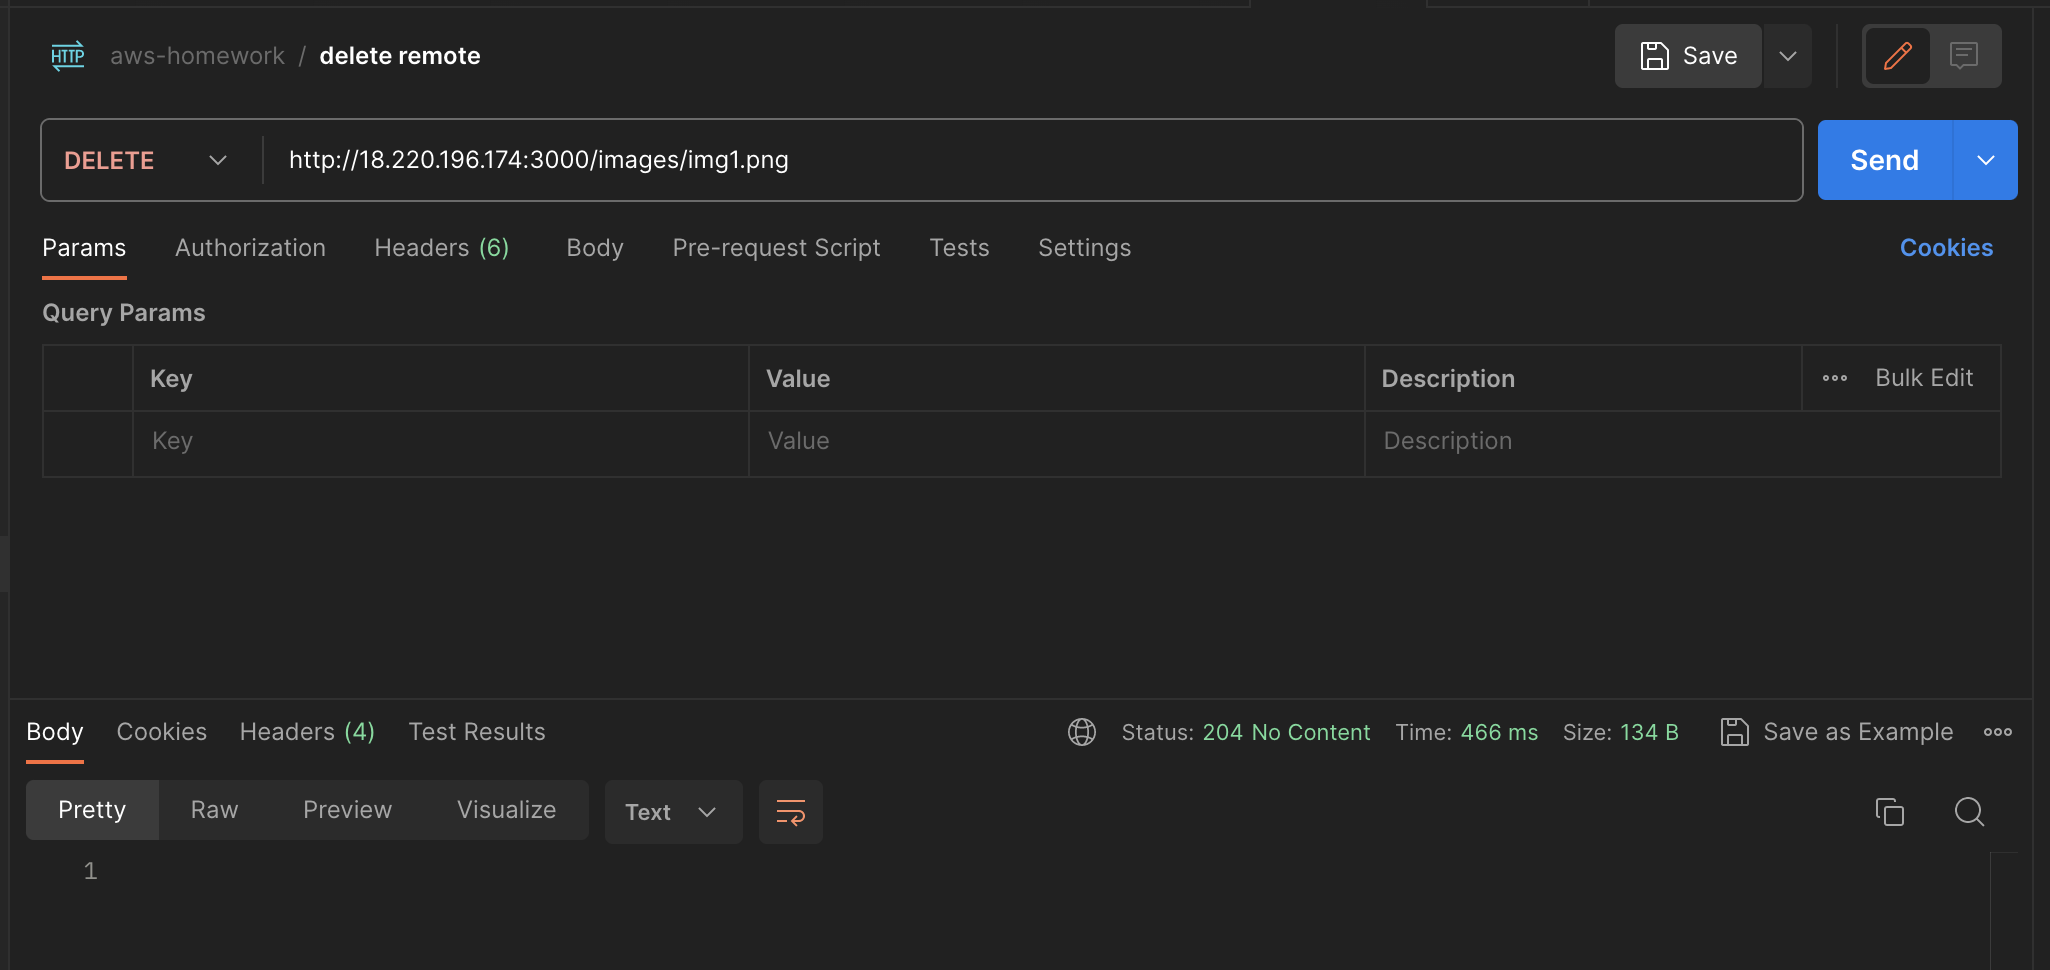 HTTP aws-homework / delete remote Save
DELETE http://18.220.196.174:3000/images/img1.png Send
Params Authorization Headers (6) Body Pre-request Script Tests Settings Cookies
Query Params
Key Value Description Bulk Edit
Key Value Description
Body Cookies Headers (4) Test Results Status: 204 No Content Time: 466 ms Size: 134 B Save as Example
Pretty Raw Preview Visualize Text
1